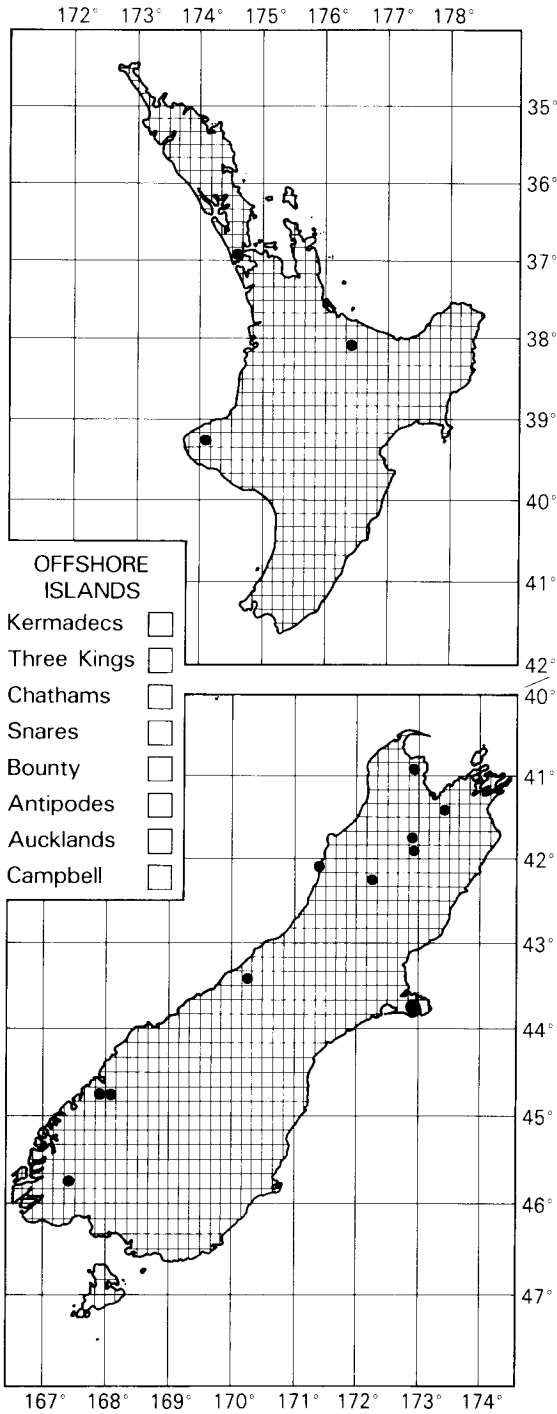 172° 173° 174° 175° 176° 177° 178°
35°
36°
37°
38°
39°
40°
41°
42°
OFFSHORE
ISLANDS
Kermadecs
Three Kings
Chathams
Snares
Bounty
Antipodes
Aucklands
Campbell
40°
41°
42°
43°
44°
45°
46°
47°
167° 168° 169° 170° 171° 172° 173° 174°